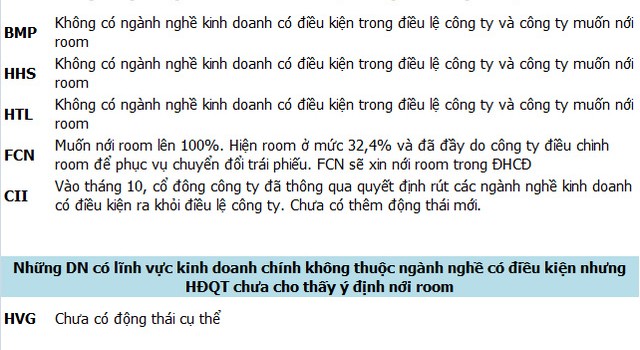 BMP Không có ngành nghề kinh doanh có điều kiện trong điều lệ công ty và công ty muốn nới
room
HHS Không có ngành nghề kinh doanh có điều kiện trong điều lệ công ty và công ty muốn nới
room
HTL Không có ngành nghề kinh doanh có điều kiện trong điều lệ công ty và công ty muốn nới
room
FCN Muốn nới room lên 100%. Hiện room ở mức 32,4% và đã đầy do công ty điều chỉnh
room để phục vụ chuyển đổi trái phiếu. FCN sẽ xin nới room trong ĐHCĐ
CII Vào tháng 10, cổ đông công ty đã thông qua quyết định rút các ngành nghề kinh doanh
có điều kiện ra khỏi điều lệ công ty. Chưa có thêm động thái mới.
Những DN có lĩnh vực kinh doanh chính không thuộc ngành nghề có điều kiện nhưng
HĐQT chưa cho thấy ý định nới room
HVG Chưa có động thái cụ thể